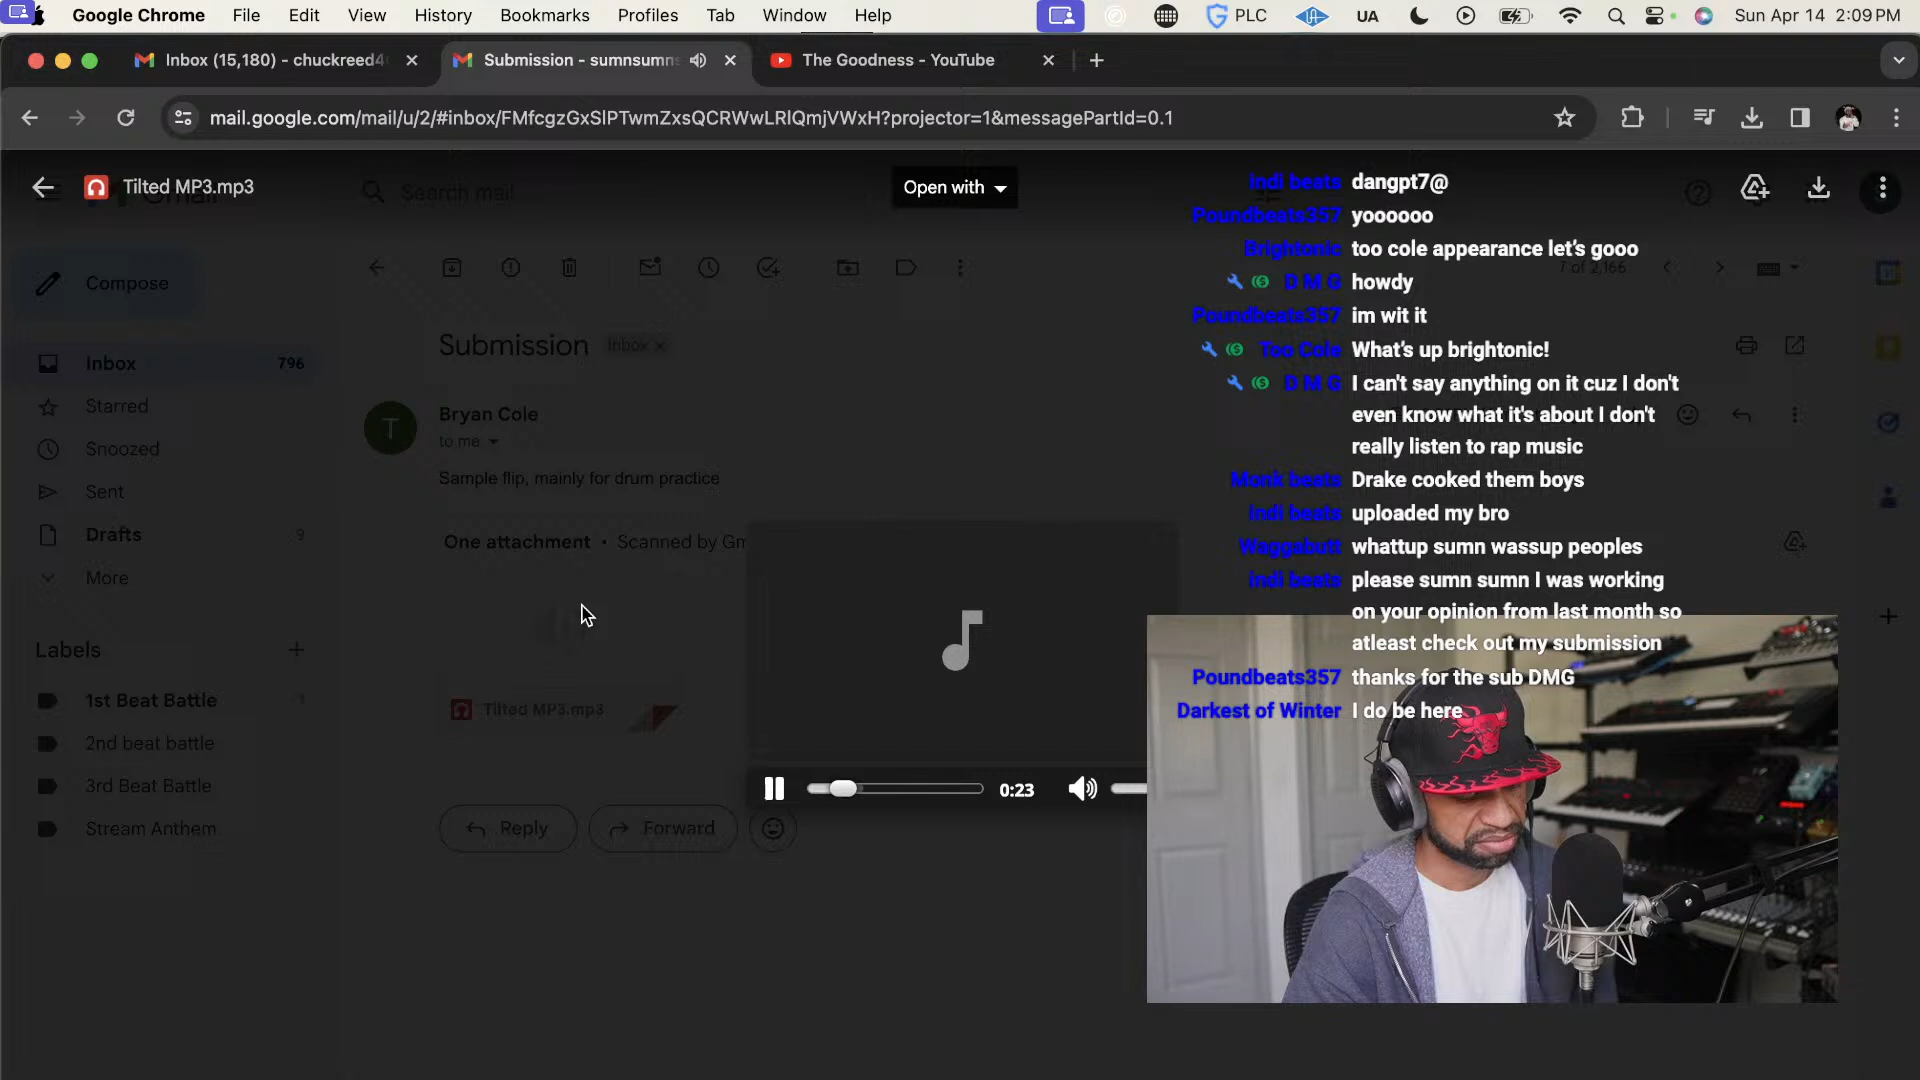 Google Chrome File Edit View History Bookmarks Profiles Tab Window Help PLC UA Sun Apr 14 2:09 PM
Inbox (15,180) - chuckreed4 Submission - sumnsumn The Goodness - YouTube
mail.google.com/mail/u/2/#inbox/FMfcgzGxSlPTwmZxsQCRWwLRlQmjVWxH?projector=1&messagePartId=0.1
Tilted MP3.mp3 Search mail Open with
Compose
7 of 2,166
Submission Inbox
Inbox 796
Starred
Snoozed
Sent
Drafts 9
More
Bryan Cole
T
to me
Sample flip, mainly for drum practice
One attachment • Scanned by Gm
Tilted MP3.mp3
0:23
Reply Forward
Labels
1st Beat Battle 1
2nd beat battle
3rd Beat Battle
Stream Anthem
indi beats dangpt7@
Poundbeats357 yoooooo
Brightonic too cole appearance let's gooo
D M G howdy
Poundbeats357 im wit it
Too Cole What's up brightonic!
D M G I can't say anything on it cuz I don't
even know what it's about I don't
really listen to rap music
Monk beats Drake cooked them boys
indi beats uploaded my bro
Waggabutt whattup sumn wassup peoples
indi beats please sumn sumn I was working
on your opinion from last month so
atleast check out my submission
Poundbeats357 thanks for the sub DMG
Darkest of Winter I do be here